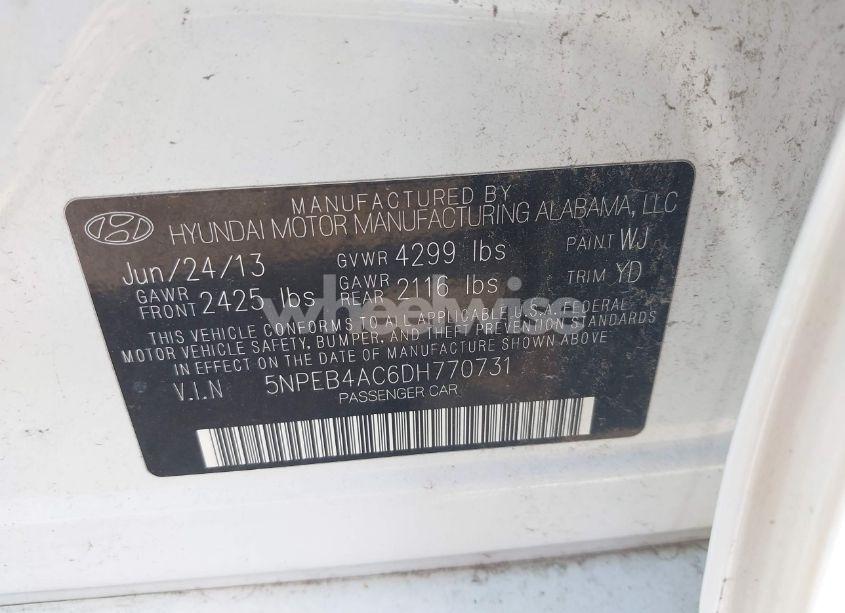 MANUFACTURED BY
HYUNDAI MOTOR MANUFACTURING ALABAMA, LLC
Jun/24/13 GVWR 4299 lbs PAINT WJ
GAWR FRONT 2425 lbs GAWR REAR 2116 lbs TRIM YD
wheelwise
THIS VEHICLE CONFORMS TO ALL APPLICABLE U.S.A. FEDERAL
MOTOR VEHICLE SAFETY, BUMPER, AND THEFT PREVENTION STANDARDS
IN EFFECT ON THE DATE OF MANUFACTURE SHOWN ABOVE.
V.I.N 5NPEB4AC6DH770731
PASSENGER CAR